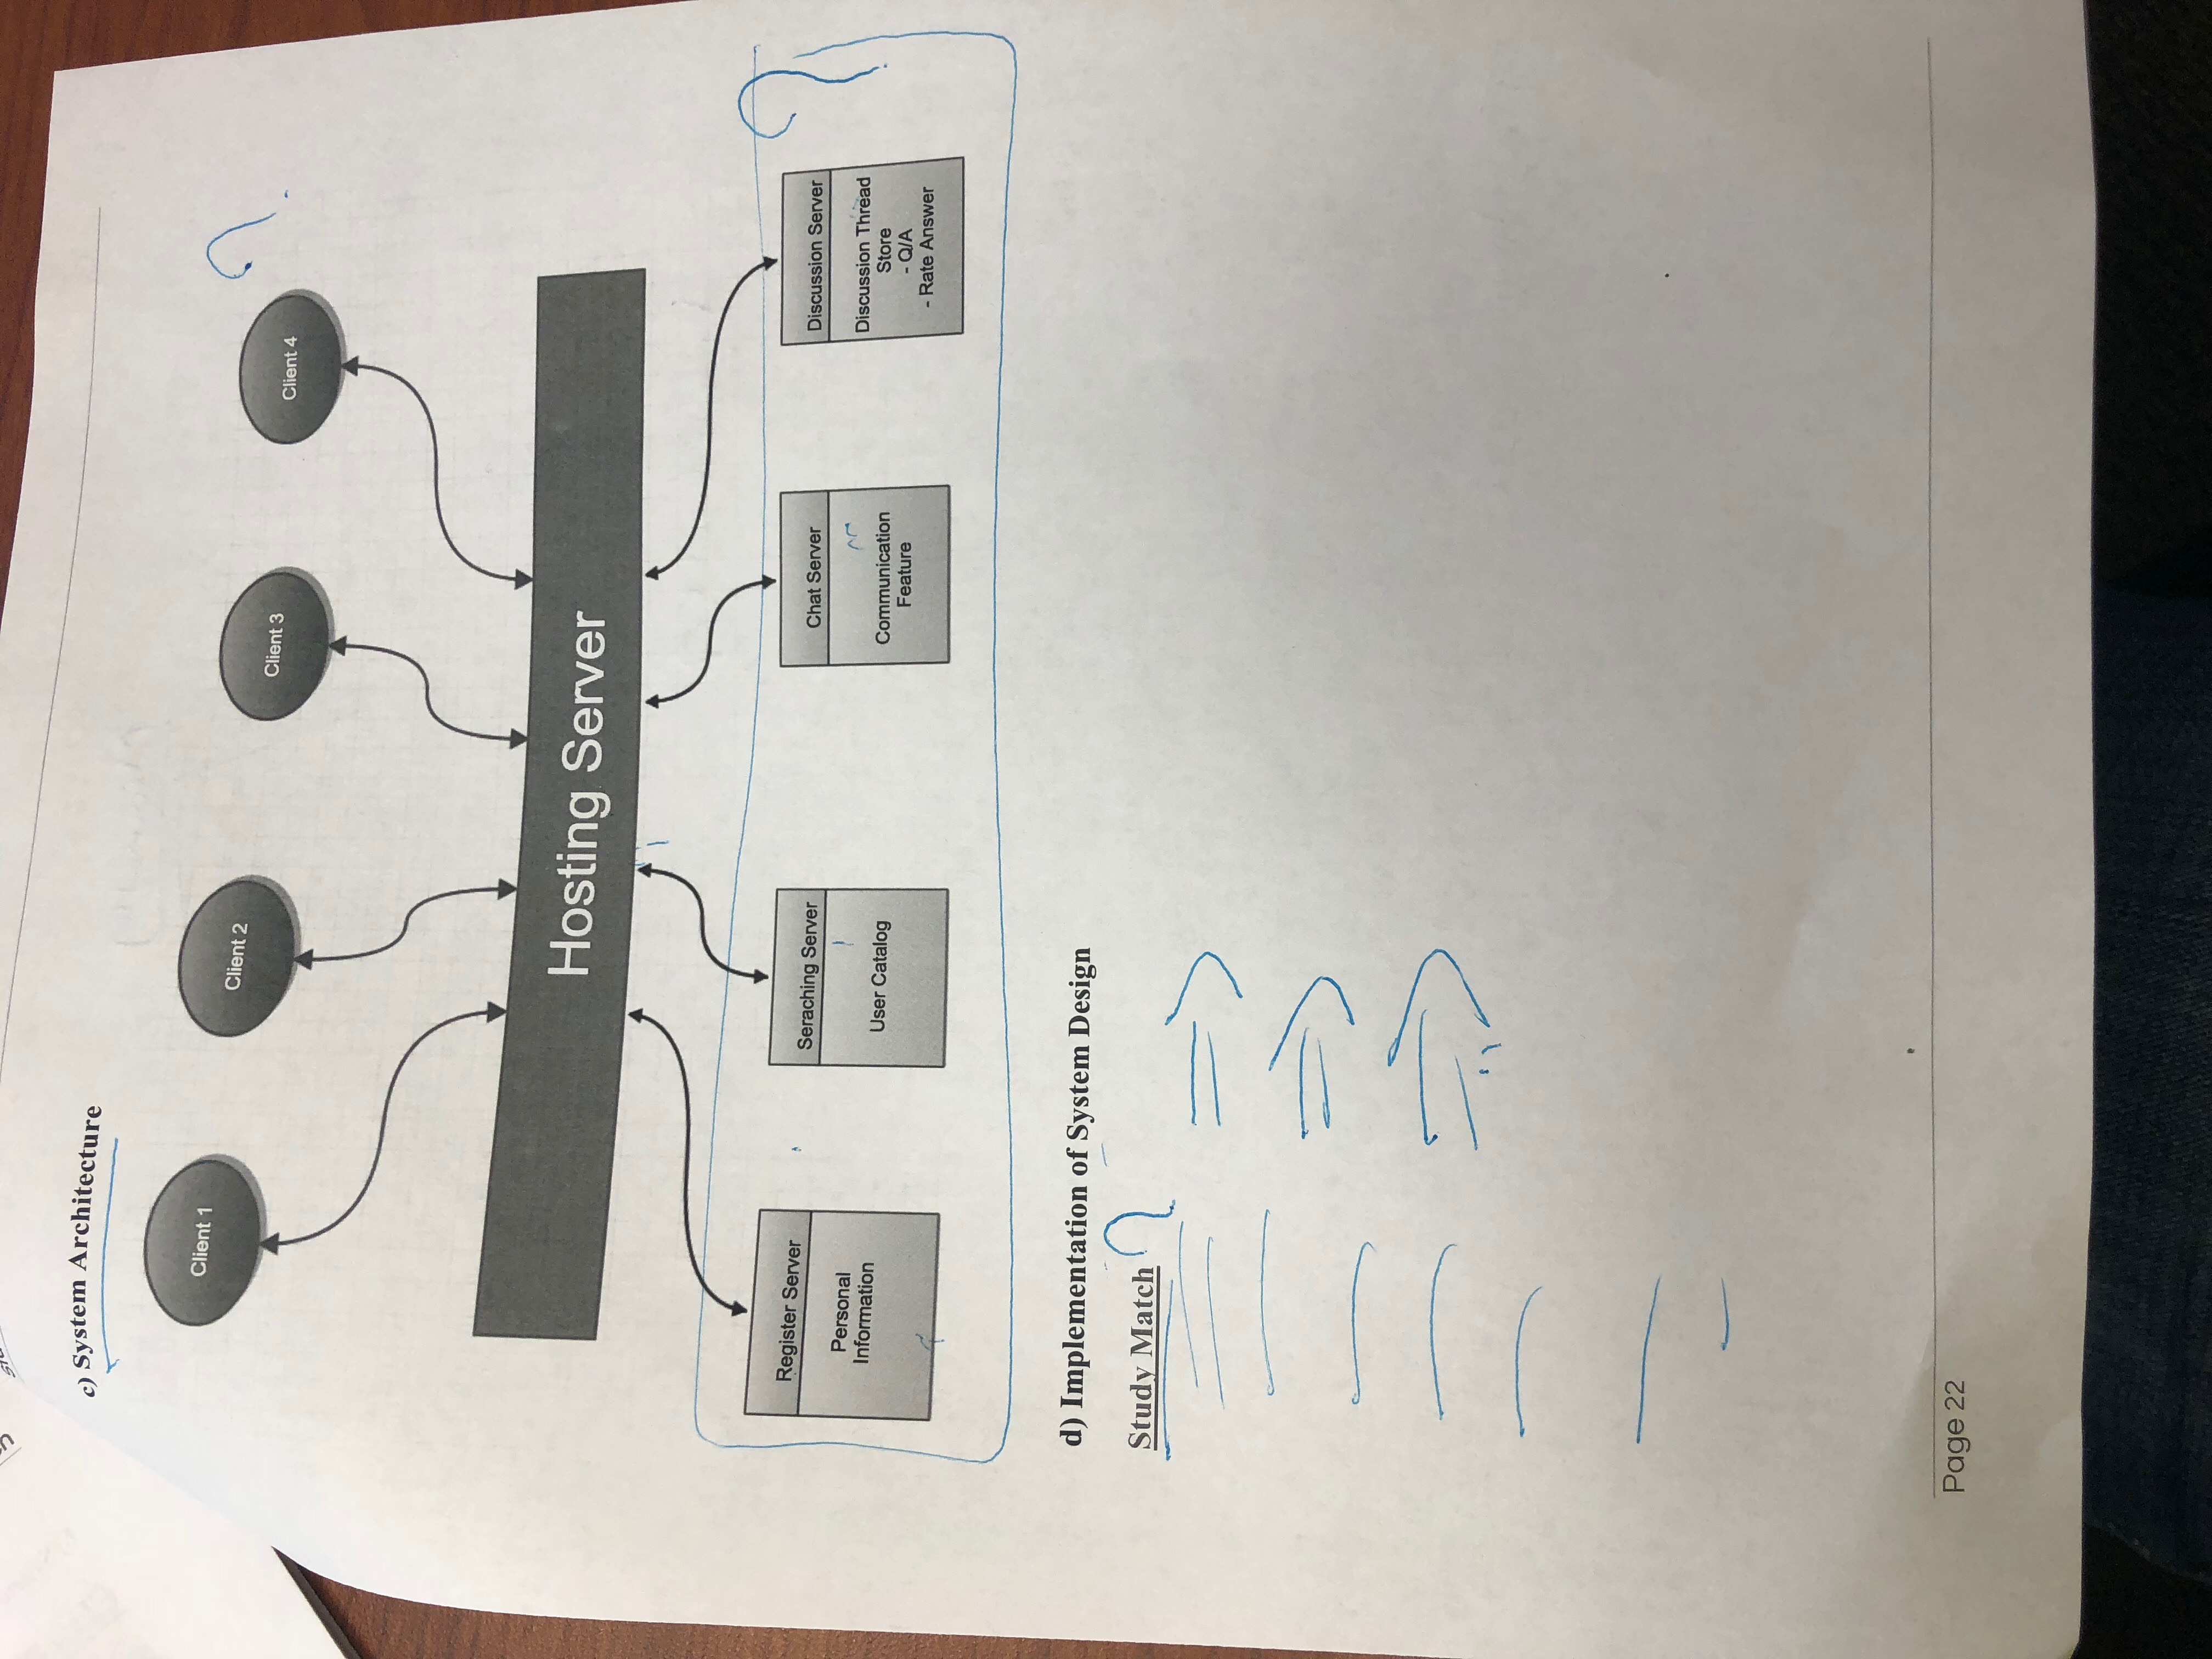 c) System Architecture
Client 1
Client 2
Client 3
Client 4
?
Hosting Server
Register Server
Personal
Information
Seraching Server
User Catalog
Chat Server
Communication
Feature
Discussion Server
Discussion Thread
Store
- Q/A
- Rate Answer
?
d) Implementation of System Design
Study Match ?
Page 22